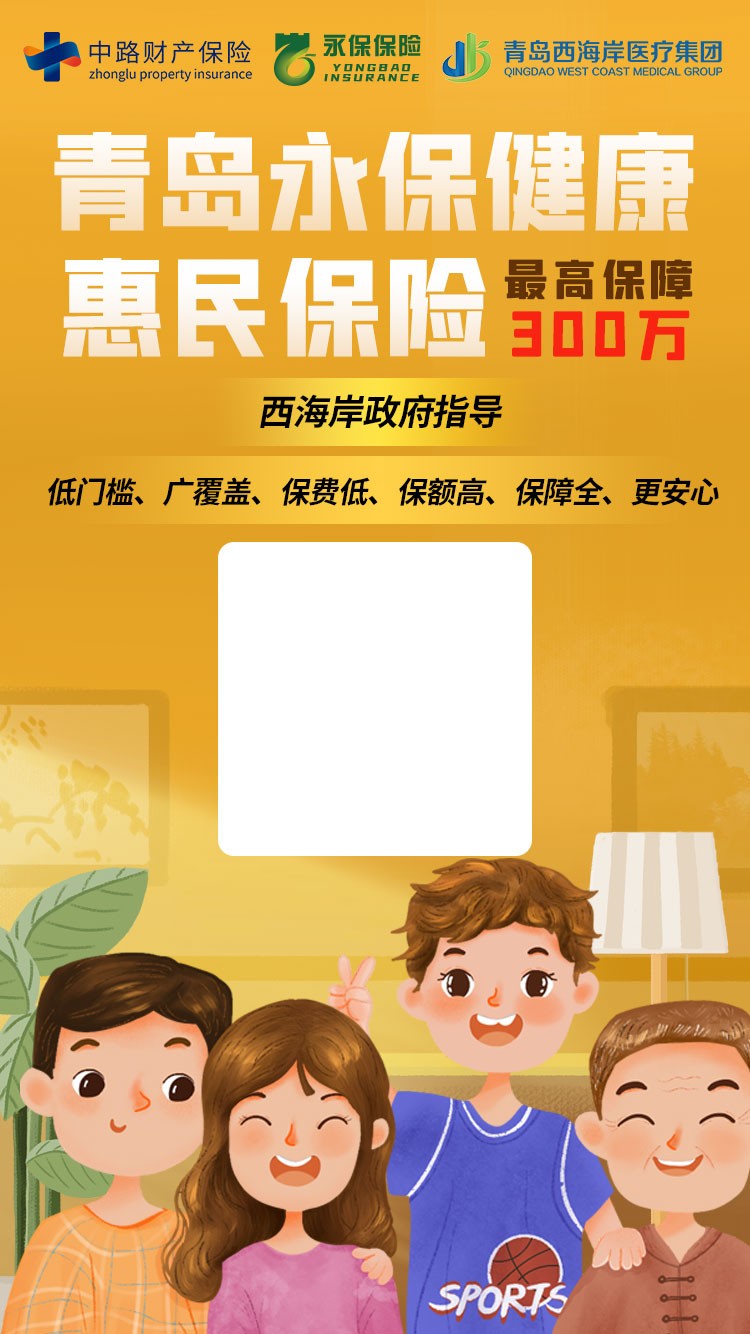 中路财产保险
zhonglu property insurance
永保保险
YONGBAO
INSURANCE
青岛西海岸医疗集团
QINGDAO WEST COAST MEDICAL GROUP
青岛永保健康
惠民保险
最高保障
300万
西海岸政府指导
低门槛、广覆盖、保费低、保额高、保障全、更安心
SPORTS